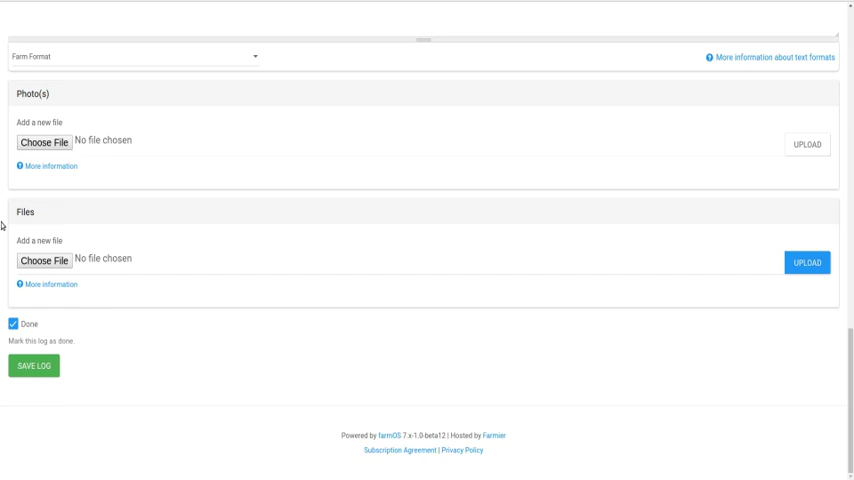 Farm Format
More information about text formats
Photo(s)
Add a new file
Choose File No file chosen
UPLOAD
More information
Files
Add a new file
Choose File No file chosen
UPLOAD
More information
Done
Mark this log as done.
SAVE LOG
Powered by farmOS 7.x-1.0-beta12 | Hosted by Farmier
Subscription Agreement | Privacy Policy